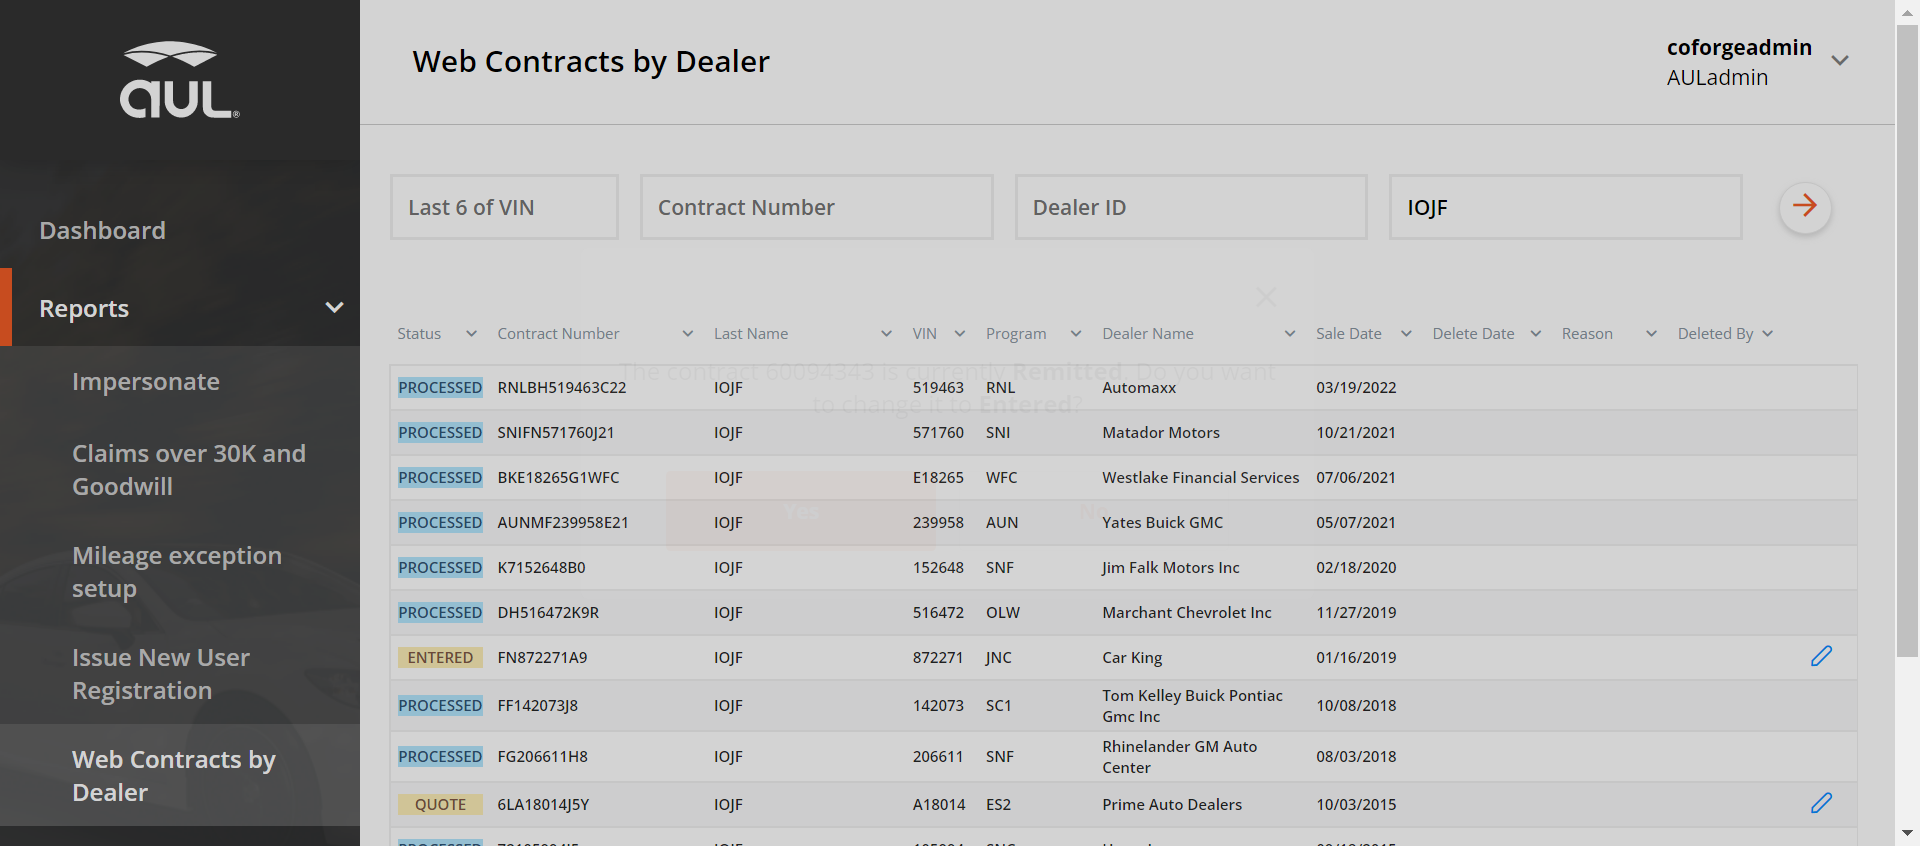 aul®
Web Contracts by Dealer
coforgeadmin
AULadmin
Dashboard
Reports
Impersonate
Claims over 30K and
Goodwill
Mileage exception
setup
Issue New User
Registration
Web Contracts by
Dealer
Last 6 of VIN Contract Number Dealer ID IOJF
Status Contract Number Last Name VIN Program Dealer Name Sale Date Delete Date Reason Deleted By
The contract 60094343 is currently Remitted. Do you want
to change it to Entered?
Yes No
PROCESSED RNLBH519463C22 IOJF 519463 RNL Automaxx 03/19/2022
PROCESSED SNIFN571760J21 IOJF 571760 SNI Matador Motors 10/21/2021
PROCESSED BKE18265G1WFC IOJF E18265 WFC Westlake Financial Services 07/06/2021
PROCESSED AUNMF239958E21 IOJF 239958 AUN Yates Buick GMC 05/07/2021
PROCESSED K7152648B0 IOJF 152648 SNF Jim Falk Motors Inc 02/18/2020
PROCESSED DH516472K9R IOJF 516472 OLW Marchant Chevrolet Inc 11/27/2019
ENTERED FN872271A9 IOJF 872271 JNC Car King 01/16/2019
PROCESSED FF142073J8 IOJF 142073 SC1 Tom Kelley Buick Pontiac
Gmc Inc 10/08/2018
PROCESSED FG206611H8 IOJF 206611 SNF Rhinelander GM Auto
Center 08/03/2018
QUOTE 6LA18014J5Y IOJF A18014 ES2 Prime Auto Dealers 10/03/2015